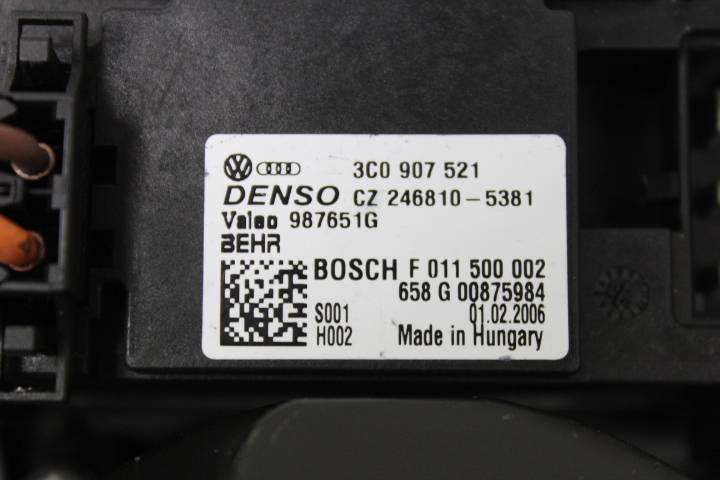 3C0 907 521
DENSO CZ 246810-5381
Valeo 987651G
BEHR
BOSCH F 011 500 002
658 G 00875984
S001 01.02.2006
H002 Made in Hungary